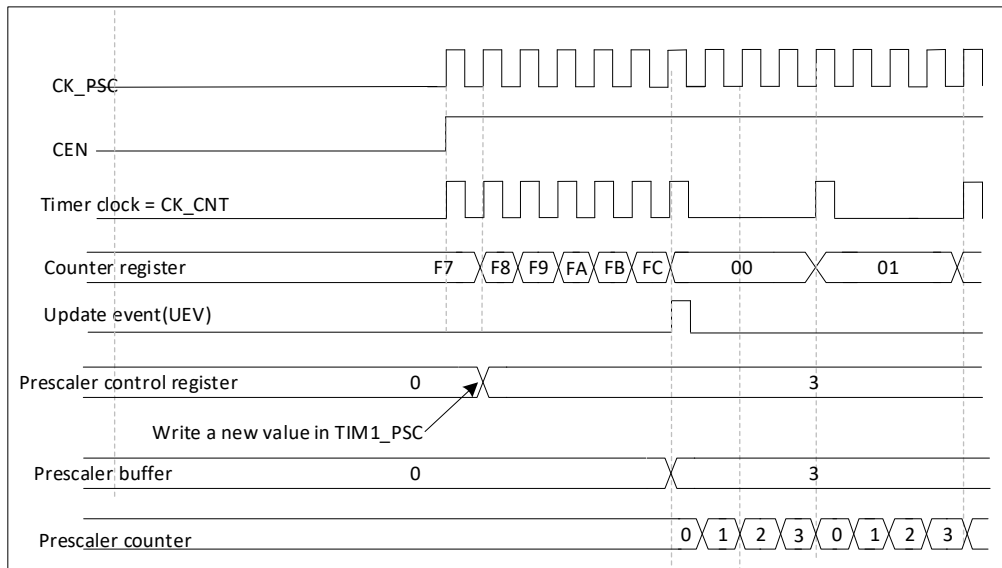 CK_PSC
CEN
Timer clock = CK_CNT
Counter register F7 F8 F9 FA FB FC 00 01
Update event(UEV)
Prescaler control register 0 3
Write a new value in TIM1_PSC
Prescaler buffer 0 3
Prescaler counter 0 1 2 3 0 1 2 3